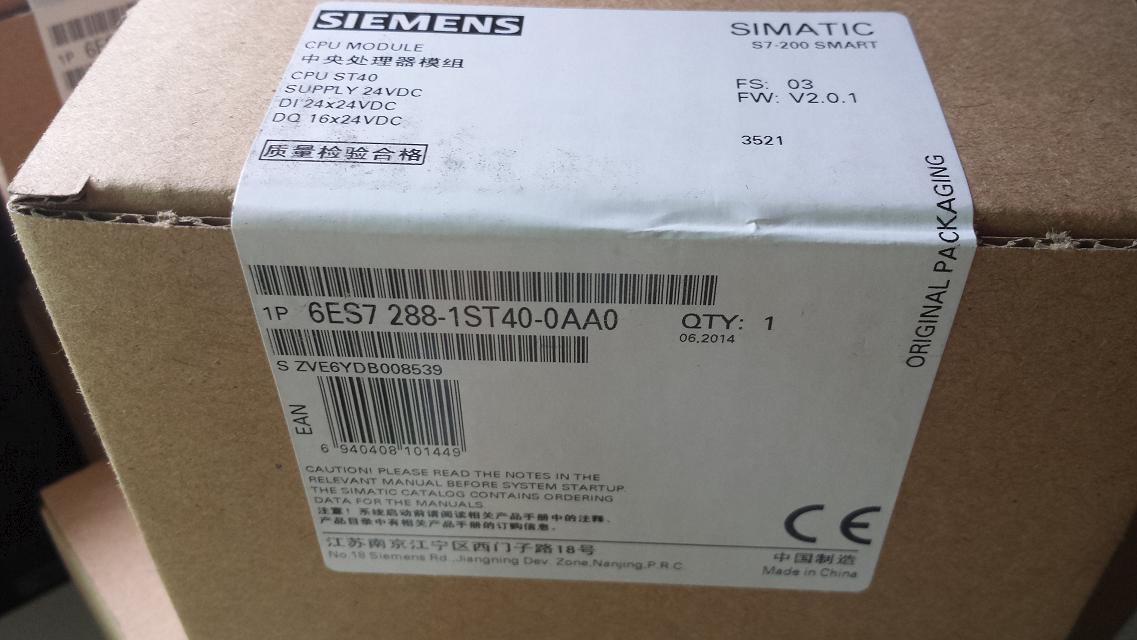 SIEMENS
SIMATIC
S7-200 SMART
CPU MODULE
中央处理器模组
CPU ST40
SUPPLY 24VDC
DI 24x24VDC
DQ 16x24VDC
FS: 03
FW: V2.0.1
3521
质量检验合格
ORIGINAL PACKAGING
1P 6ES7 288-1ST40-0AA0
QTY: 1
06.2014
S ZVE6YDB008539
EAN
6 940408 101449
CAUTION! PLEASE READ THE NOTES IN THE
RELEVANT MANUAL BEFORE SYSTEM STARTUP.
THE SIMATIC CATALOG CONTAINS ORDERING
DATA FOR THE MANUALS.
注意！系统启动前请阅读相关产品手册中的注释。
产品目录中有相关产品手册的订购信息。
CE
江苏南京江宁区西门子路18号
No.18 Siemens Rd.,Jiangning Dev. Zone,Nanjing,P.R.C.
中国制造
Made in China
1P 6ES